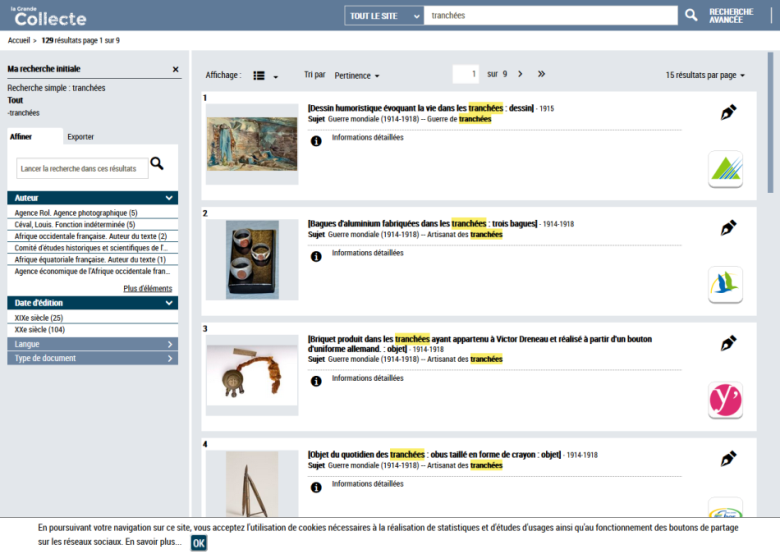 la Grande
Collecte
TOUT LE SITE
tranchées
RECHERCHE
AVANCÉE
Accueil > 129 résultats page 1 sur 9
Ma recherche initiale
×
Recherche simple : tranchées
Tout
-tranchées
Affiner
Exporter
Lancer la recherche dans ces résultats
Auteur
Agence Rol. Agence photographique (5)
Céval, Louis. Fonction indéterminée (5)
Afrique occidentale française. Auteur du texte (2)
Comité d'études historiques et scientifiques de l'...
Afrique équatoriale française. Auteur du texte (1)
Agence économique de l'Afrique occidentale fran...
Plus d'éléments
Date d'édition
XIXe siècle (25)
XXe siècle (104)
Langue
Type de document
Affichage :
Tri par Pertinence
1 sur 9 > »
15 résultats par page
1
[Dessin humoristique évoquant la vie dans les tranchées : dessin] - 1915
Sujet Guerre mondiale (1914-1918) -- Guerre de tranchées
Informations détaillées
2
[Bagues d'aluminium fabriquées dans les tranchées : trois bagues] - 1914-1918
Sujet Guerre mondiale (1914-1918) -- Artisanat des tranchées
Informations détaillées
3
[Briquet produit dans les tranchées ayant appartenu à Victor Dreneau et réalisé à partir d'un bouton
d'uniforme allemand. : objet] - 1914-1918
Sujet Guerre mondiale (1914-1918) -- Artisanat des tranchées
Informations détaillées
y'
4
[Objet du quotidien des tranchées : obus taillé en forme de crayon : objet] - 1914-1918
Sujet Guerre mondiale (1914-1918) -- Artisanat des tranchées
Informations détaillées
En poursuivant votre navigation sur ce site, vous acceptez l'utilisation de cookies nécessaires à la réalisation de statistiques et d'études d'usages ainsi qu'au fonctionnement des boutons de partage
sur les réseaux sociaux. En savoir plus... OK